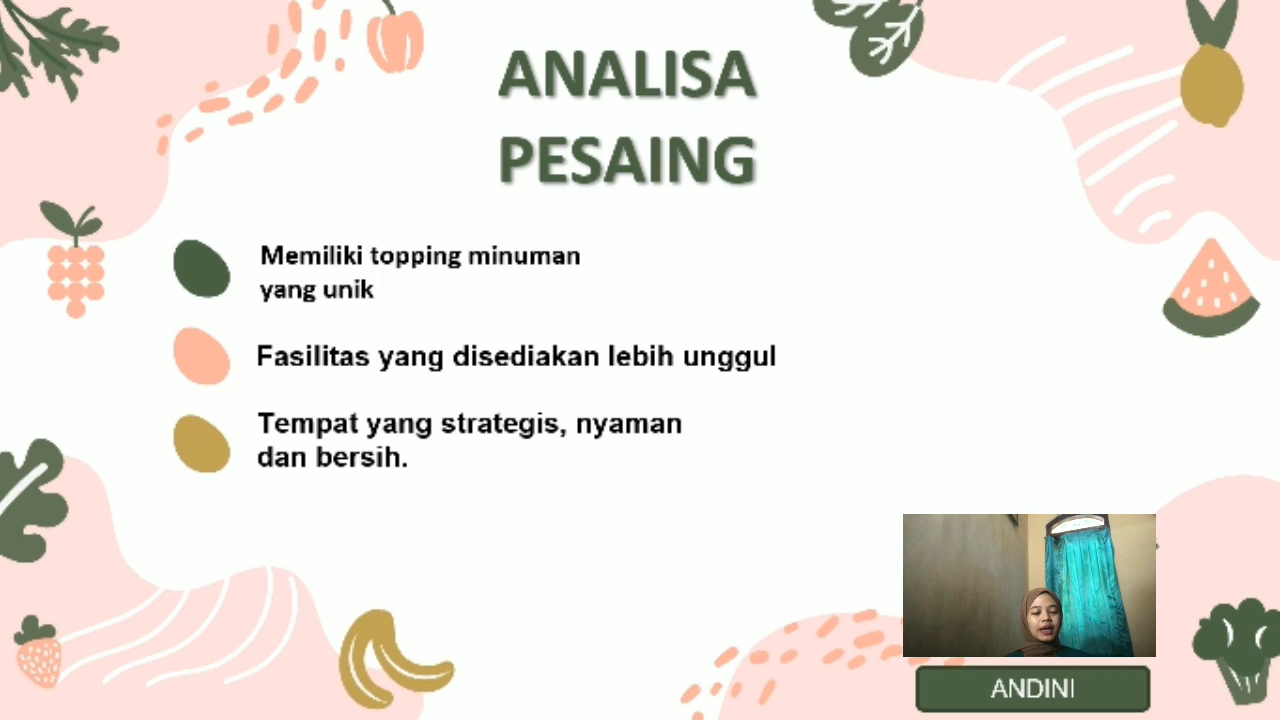 ANALISA
PESAING
Memiliki topping minuman
yang unik
Fasilitas yang disediakan lebih unggul
Tempat yang strategis, nyaman
dan bersih.
ANDINI